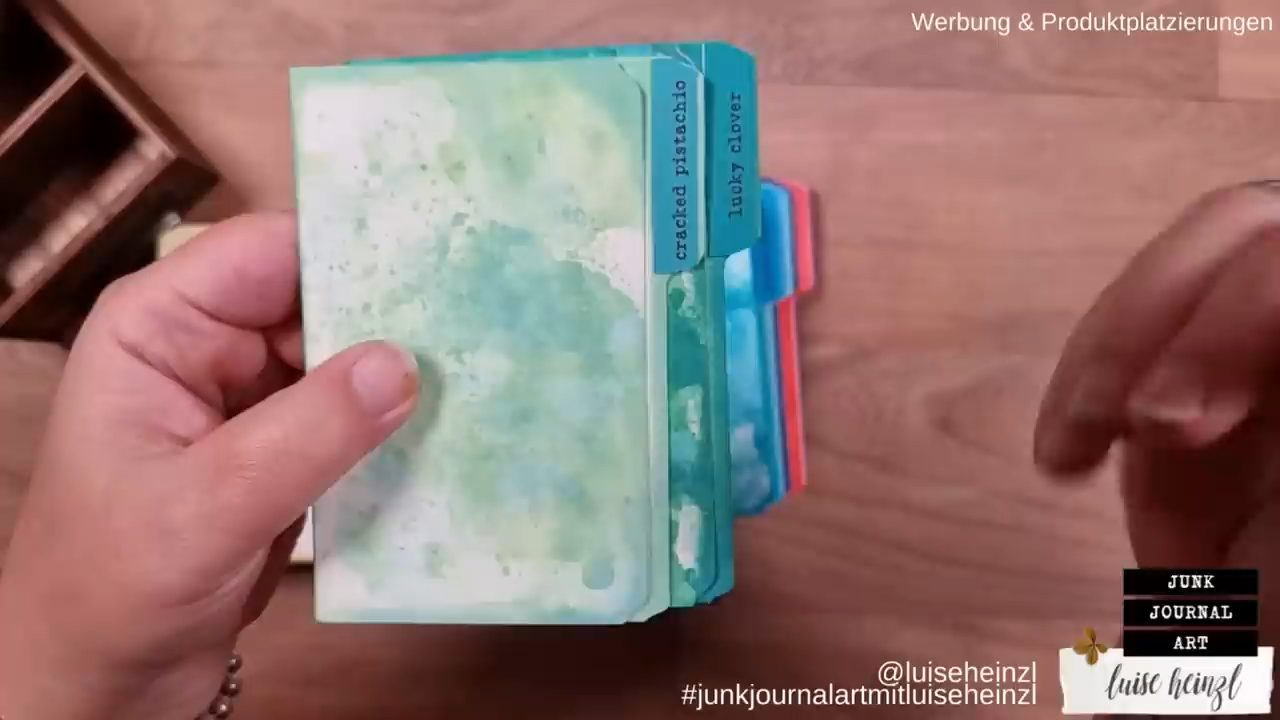 Werbung & Produktplatzierungen
cracked pistachio
lucky clover
JUNK
JOURNAL
ART
luise heinzl
@luiseheinzl
#junkjournalartmitluiseheinzl